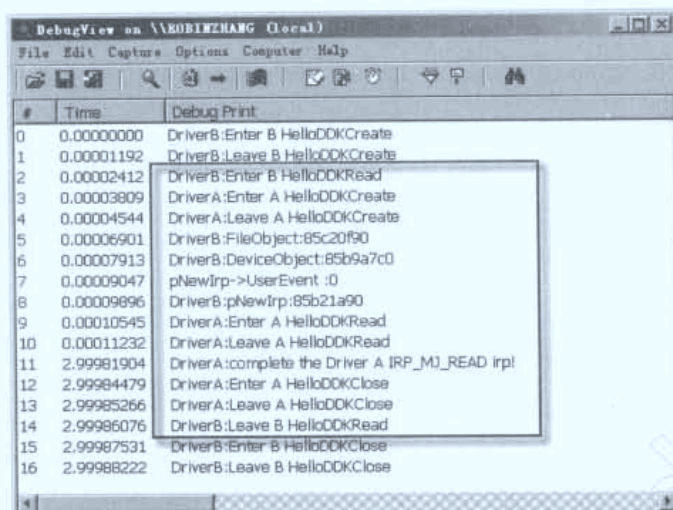 DebugView on \\ROBINZHANG (local)
File Edit Capture Options Computer Help
# Time Debug Print
0 0.00000000 DriverB:Enter B HelloDDKCreate
1 0.00001192 DriverB:Leave B HelloDDKCreate
2 0.00002412 DriverB:Enter B HelloDDKRead
3 0.00003809 DriverA:Enter A HelloDDKCreate
4 0.00004544 DriverA:Leave A HelloDDKCreate
5 0.00006901 DriverB:FileObject:85c20f90
6 0.00007913 DriverB:DeviceObject:85b9a7c0
7 0.00009047 pNewIrp->UserEvent :0
8 0.00009896 DriverB:pNewIrp:85b21a90
9 0.00010545 DriverA:Enter A HelloDDKRead
10 0.00011232 DriverA:Leave A HelloDDKRead
11 2.99981904 DriverA:complete the Driver A IRP_MJ_READ irp!
12 2.99984479 DriverA:Enter A HelloDDKClose
13 2.99985266 DriverA:Leave A HelloDDKClose
14 2.99986076 DriverB:Leave B HelloDDKRead
15 2.99987531 DriverB:Enter B HelloDDKClose
16 2.99988222 DriverB:Leave B HelloDDKClose